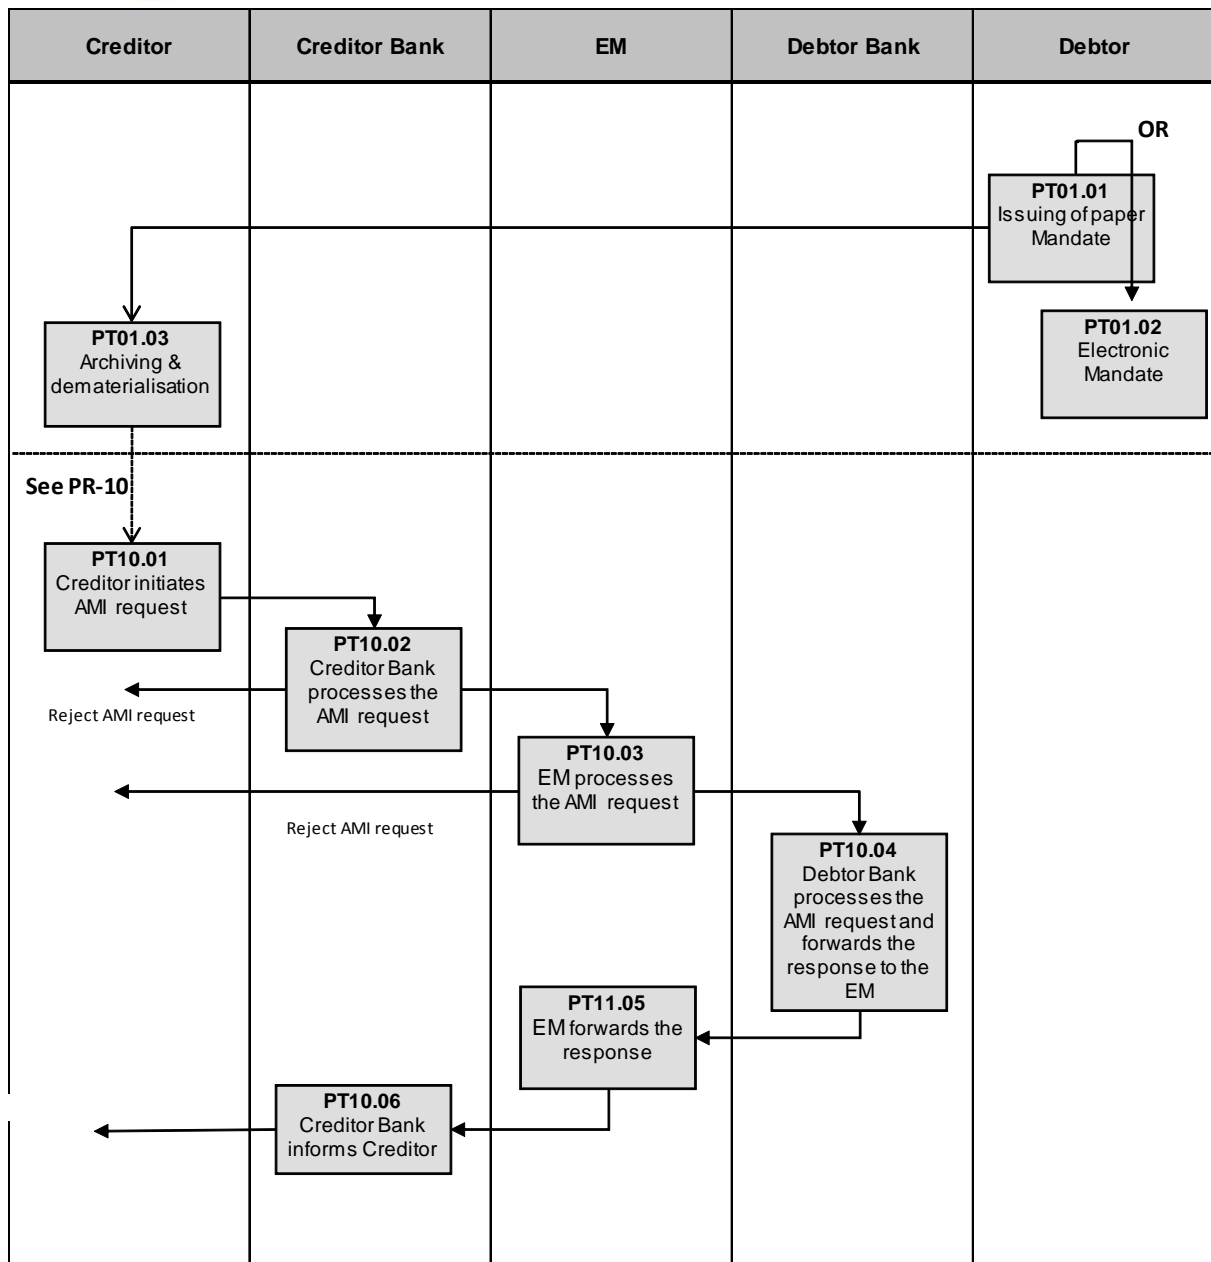 Creditor
Creditor Bank
EM
Debtor Bank
Debtor
OR
PT01.01
Issuing of paper
Mandate
PT01.02
Electronic
Mandate
PT01.03
Archiving &
dematerialisation
See PR-10
PT10.01
Creditor initiates
AMI request
PT10.02
Creditor Bank
processes the
AMI request
Reject AMI request
PT10.03
EM processes
the AMI request
Reject AMI request
PT10.04
Debtor Bank
processes the
AMI request and
forwards the
response to the
EM
PT11.05
EM forwards the
response
PT10.06
Creditor Bank
informs Creditor